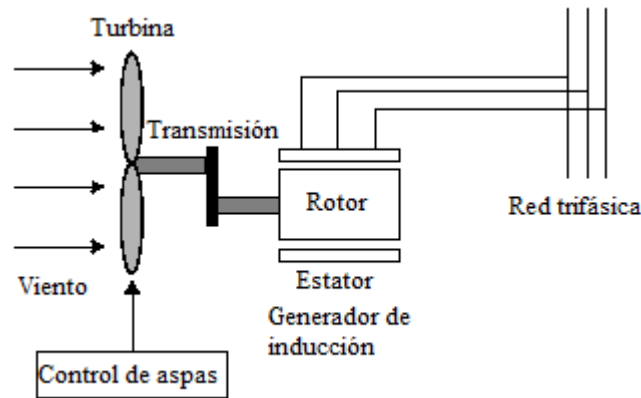 Turbina
Transmisión
Rotor
Red trifásica
Viento
Estator
Generador de
inducción
Control de aspas